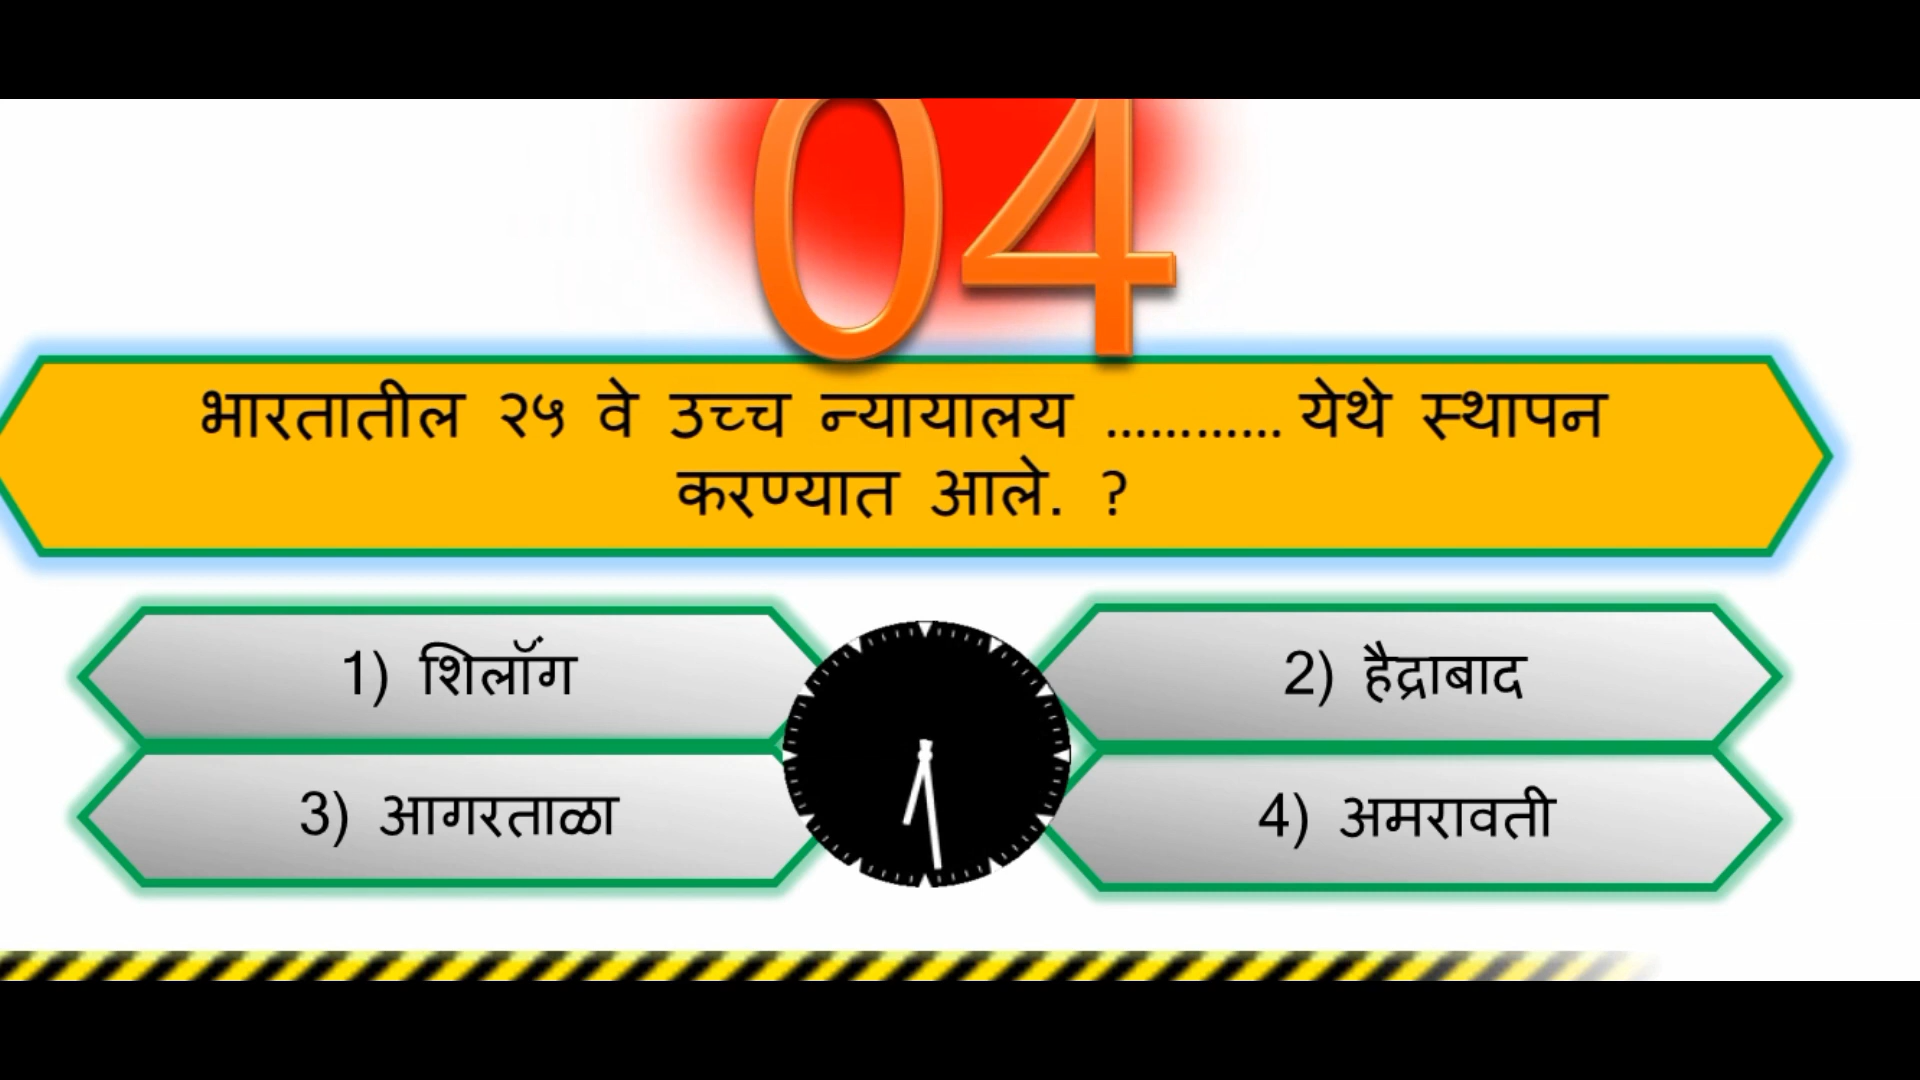 04
भारतातील २५ वे उच्च न्यायालय ............ येथे स्थापन
करण्यात आले. ?
1) शिलाॅंग
2) हैद्राबाद
3) आगरताळा
4) अमरावती